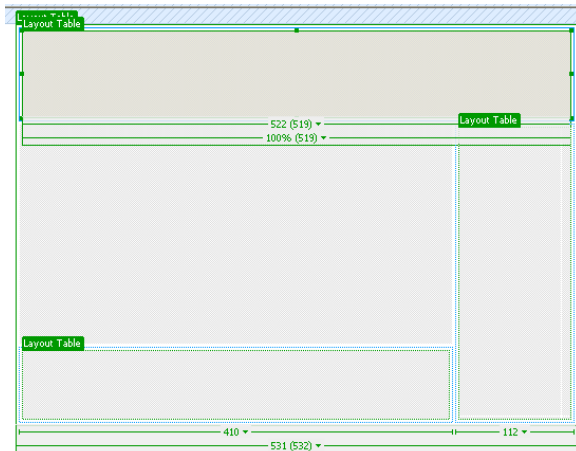 Layout Table
Layout Table
522 (519)
Layout Table
100% (519)
Layout Table
410
112
531 (532)